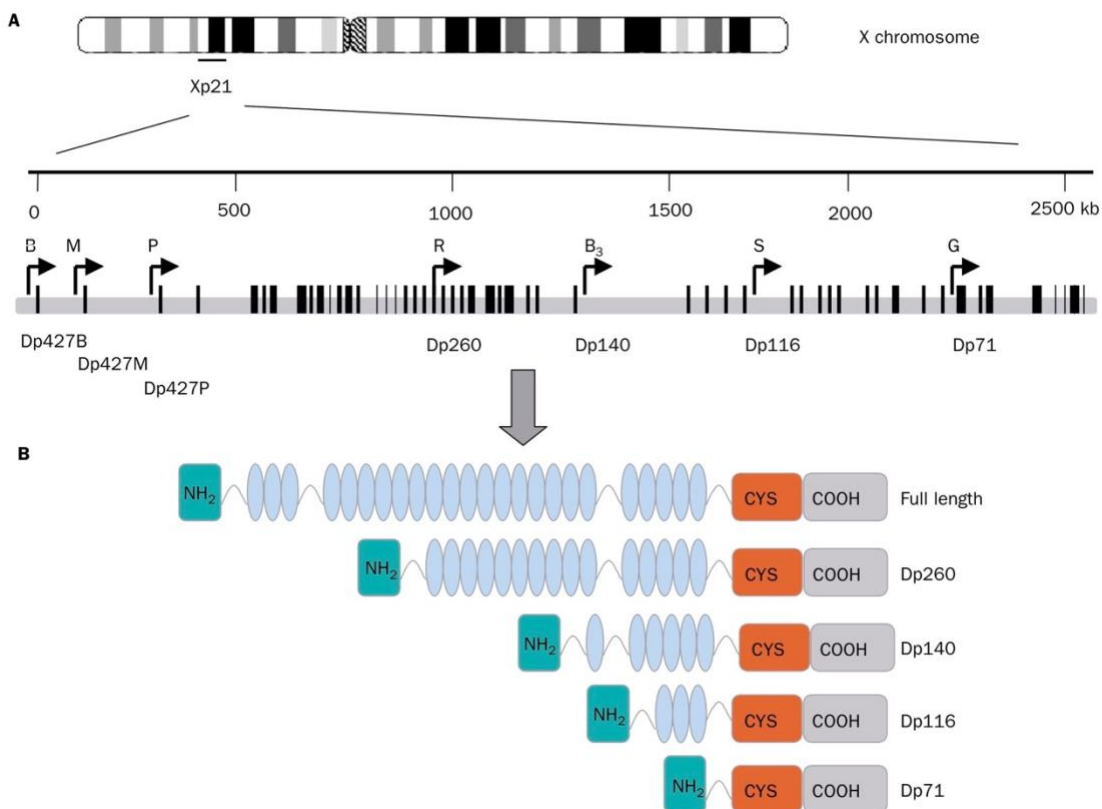 A
X chromosome
Xp21
0 500 1000 1500 2000 2500 kb
B M P R B₃ S G
Dp427B Dp260 Dp140 Dp116 Dp71
Dp427M
Dp427P
B
NH₂ CYS COOH Full length
NH₂ CYS COOH Dp260
NH₂ CYS COOH Dp140
NH₂ CYS COOH Dp116
NH₂ CYS COOH Dp71